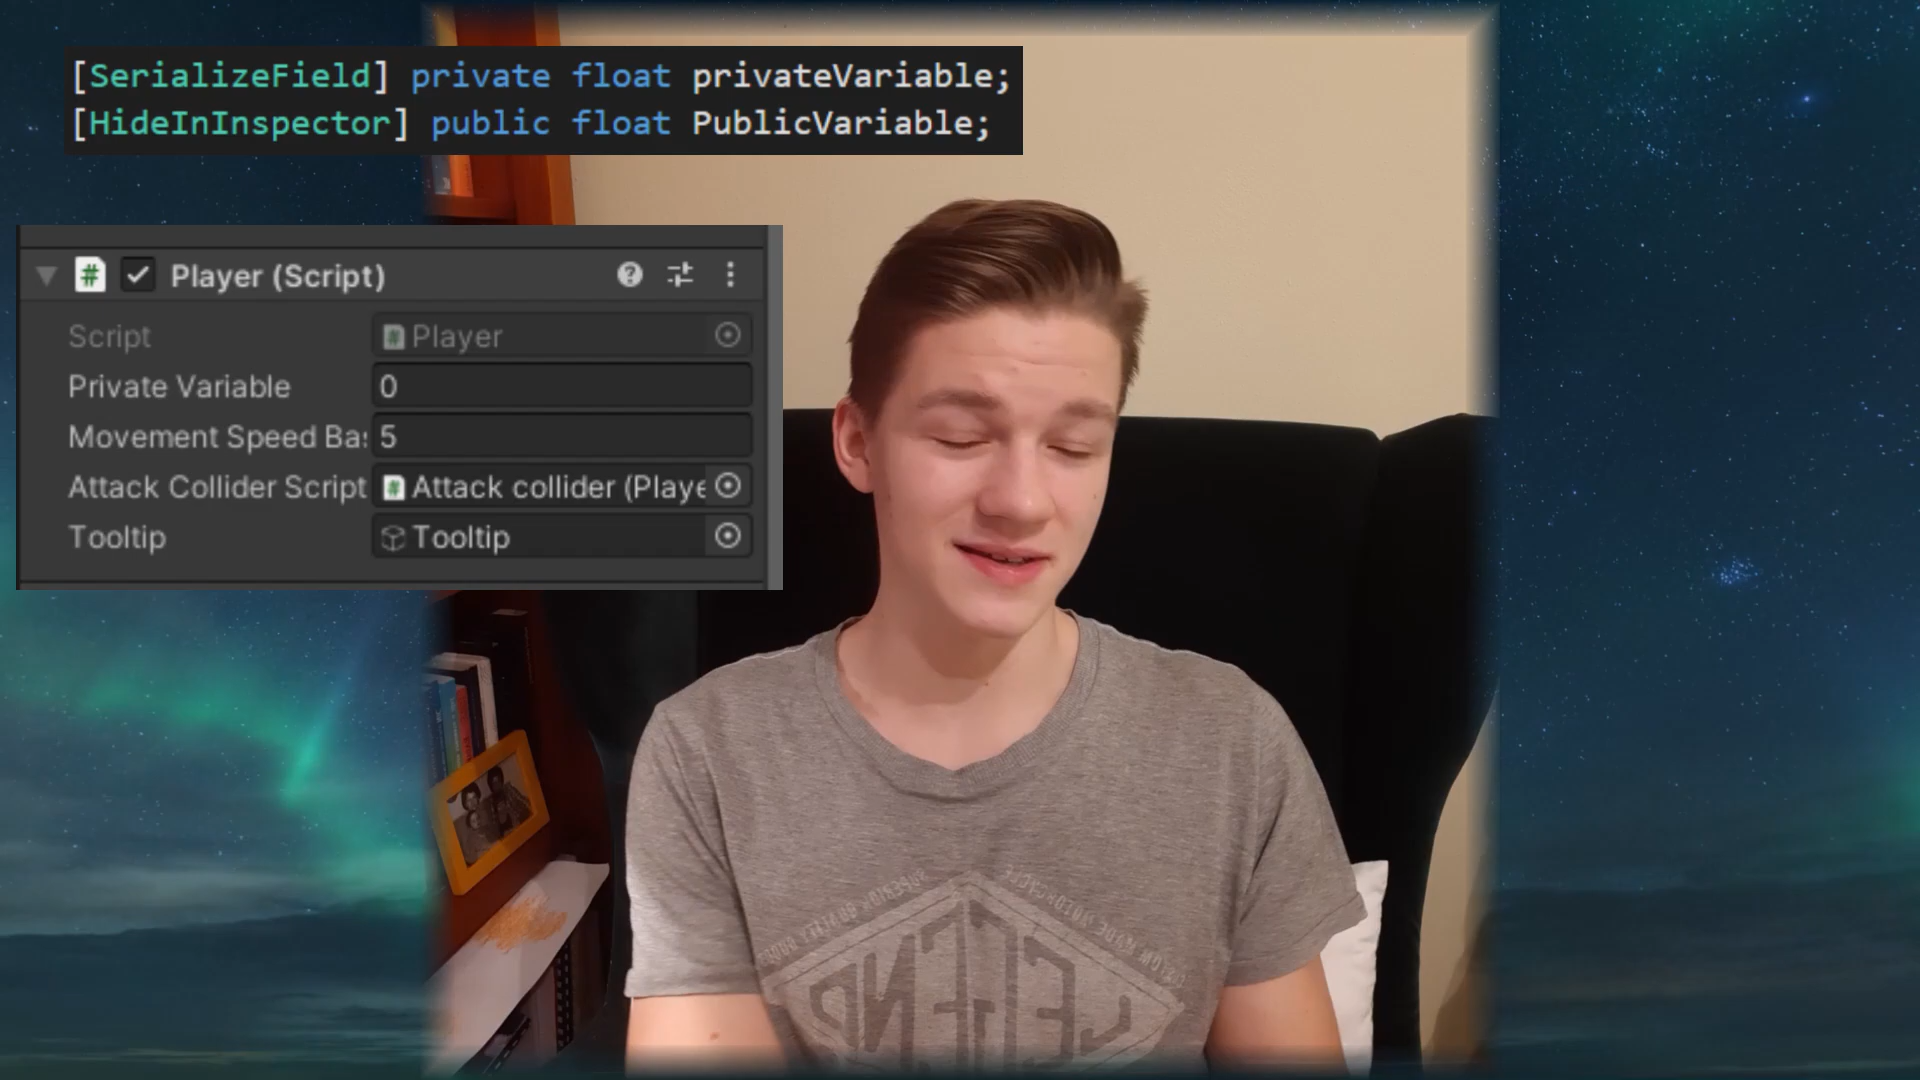 [SerializeField] private float privateVariable;
[HideInInspector] public float PublicVariable;
Player (Script)
Script Player
Private Variable 0
Movement Speed Ba 5
Attack Collider Script Attack collider (Playe
Tooltip Tooltip
LEGEND